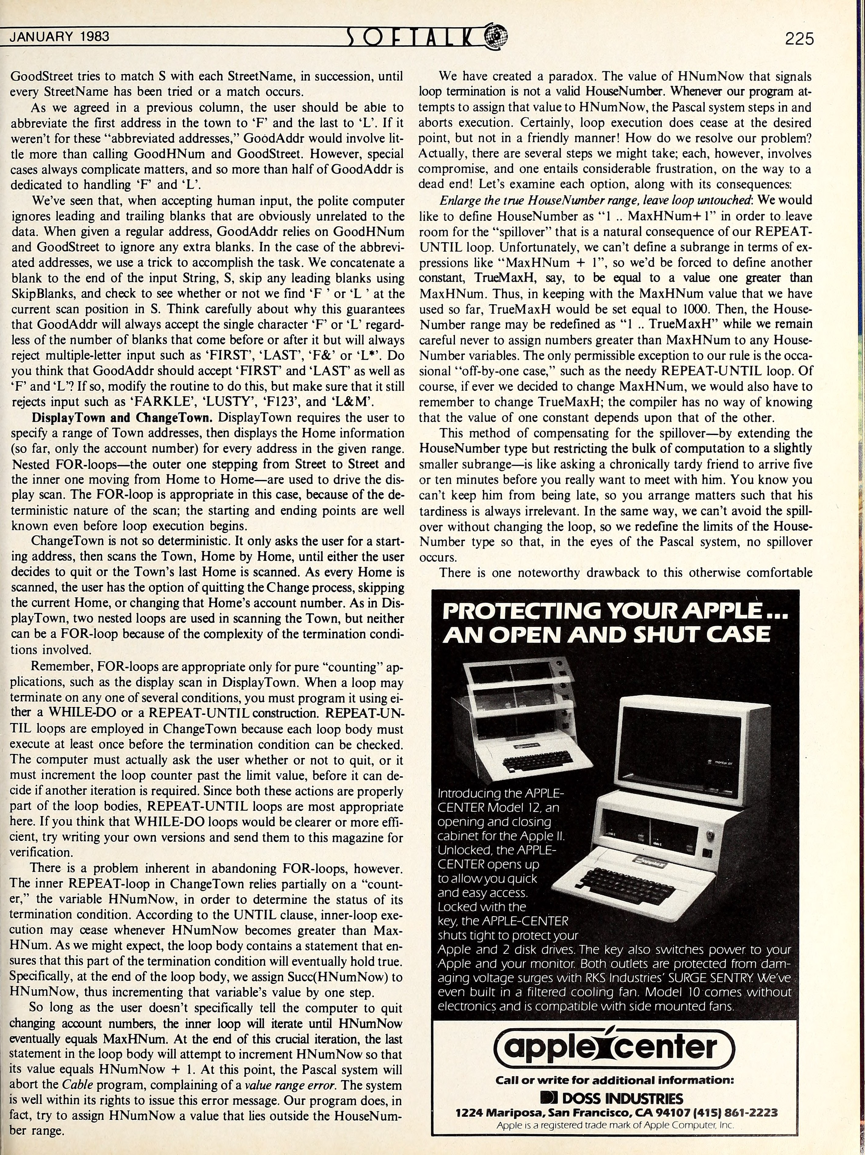 JANUARY 1983
SOFTALK
225
GoodStreet tries to match S with each StreetName, in succession, until
every StreetName has been tried or a match occurs.
As we agreed in a previous column, the user should be able to
abbreviate the first address in the town to ‘F’ and the last to ‘L’. If it
weren’t for these “abbreviated addresses,” GoodAddr would involve lit-
tle more than calling GoodHNum and GoodStreet. However, special
cases always complicate matters, and so more than half of GoodAddr is
dedicated to handling ‘F’ and ‘L’.
We’ve seen that, when accepting human input, the polite computer
ignores leading and trailing blanks that are obviously unrelated to the
data. When given a regular address, GoodAddr relies on GoodHNum
and GoodStreet to ignore any extra blanks. In the case of the abbrevi-
ated addresses, we use a trick to accomplish the task. We concatenate a
blank to the end of the input String, S, skip any leading blanks using
SkipBlanks, and check to see whether or not we find ‘F ’ or ‘L ’ at the
current scan position in S. Think carefully about why this guarantees
that GoodAddr will always accept the single character ‘F’ or ‘L’ regard-
less of the number of blanks that come before or after it but will always
reject multiple-letter input such as ‘FIRST’, ‘LAST’, ‘F&’ or ‘L*’. Do
you think that GoodAddr should accept ‘FIRST’ and ‘LAST’ as well as
‘F’ and ‘L’? If so, modify the routine to do this, but make sure that it still
rejects input such as ‘FARKLE’, ‘LUSTY’, ‘F123’, and ‘L&M’.
DisplayTown and ChangeTown. DisplayTown requires the user to
specify a range of Town addresses, then displays the Home information
(so far, only the account number) for every address in the given range.
Nested FOR-loops—the outer one stepping from Street to Street and
the inner one moving from Home to Home—are used to drive the dis-
play scan. The FOR-loop is appropriate in this case, because of the de-
terministic nature of the scan; the starting and ending points are well
known even before loop execution begins.
ChangeTown is not so deterministic. It only asks the user for a start-
ing address, then scans the Town, Home by Home, until either the user
decides to quit or the Town’s last Home is scanned. As every Home is
scanned, the user has the option of quitting the Change process, skipping
the current Home, or changing that Home’s account number. As in Dis-
playTown, two nested loops are used in scanning the Town, but neither
can be a FOR-loop because of the complexity of the termination condi-
tions involved.
Remember, FOR-loops are appropriate only for pure “counting” ap-
plications, such as the display scan in DisplayTown. When a loop may
terminate on any one of several conditions, you must program it using ei-
ther a WHILE-DO or a REPEAT-UNTIL construction. REPEAT-UN-
TIL loops are employed in ChangeTown because each loop body must
execute at least once before the termination condition can be checked.
The computer must actually ask the user whether or not to quit, or it
must increment the loop counter past the limit value, before it can de-
cide if another iteration is required. Since both these actions are properly
part of the loop bodies, REPEAT-UNTIL loops are most appropriate
here. If you think that WHILE-DO loops would be clearer or more effi-
cient, try writing your own versions and send them to this magazine for
verification.
There is a problem inherent in abandoning FOR-loops, however.
The inner REPEAT-loop in ChangeTown relies partially on a “count-
er,” the variable HNumNow, in order to determine the status of its
termination condition. According to the UNTIL clause, inner-loop exe-
cution may cease whenever HNumNow becomes greater than Max-
HNum. As we might expect, the loop body contains a statement that en-
sures that this part of the termination condition will eventually hold true.
Specifically, at the end of the loop body, we assign Succ(HNumNow) to
HNumNow, thus incrementing that variable’s value by one step.
So long as the user doesn’t specifically tell the computer to quit
changing account numbers, the inner loop will iterate until HNumNow
eventually equals MaxHNum. At the end of this crucial iteration, the last
statement in the loop body will attempt to increment HNumNow so that
its value equals HNumNow + 1. At this point, the Pascal system will
abort the Cable program, complaining of a value range error. The system
is well within its rights to issue this error message. Our program does, in
fact, try to assign HNumNow a value that lies outside the HouseNum-
ber range.
We have created a paradox. The value of HNumNow that signals
loop termination is not a valid HouseNumber. Whenever our program at-
tempts to assign that value to HNumNow, the Pascal system steps in and
aborts execution. Certainly, loop execution does cease at the desired
point, but not in a friendly manner! How do we resolve our problem?
Actually, there are several steps we might take; each, however, involves
compromise, and one entails considerable frustration, on the way to a
dead end! Let’s examine each option, along with its consequences:
Enlarge the true HouseNumber range, leave loop untouched: We would
like to define HouseNumber as “1 .. MaxHNum+1” in order to leave
room for the “spillover” that is a natural consequence of our REPEAT-
UNTIL loop. Unfortunately, we can’t define a subrange in terms of ex-
pressions like “MaxHNum + 1”, so we’d be forced to define another
constant, TrueMaxH, say, to be equal to a value one greater than
MaxHNum. Thus, in keeping with the MaxHNum value that we have
used so far, TrueMaxH would be set equal to 1000. Then, the House-
Number range may be redefined as “1 .. TrueMaxH” while we remain
careful never to assign numbers greater than MaxHNum to any House-
Number variables. The only permissible exception to our rule is the occa-
sional “off-by-one case,” such as the needy REPEAT-UNTIL loop. Of
course, if ever we decided to change MaxHNum, we would also have to
remember to change TrueMaxH; the compiler has no way of knowing
that the value of one constant depends upon that of the other.
This method of compensating for the spillover—by extending the
HouseNumber type but restricting the bulk of computation to a slightly
smaller subrange—is like asking a chronically tardy friend to arrive five
or ten minutes before you really want to meet with him. You know you
can’t keep him from being late, so you arrange matters such that his
tardiness is always irrelevant. In the same way, we can’t avoid the spill-
over without changing the loop, so we redefine the limits of the House-
Number type so that, in the eyes of the Pascal system, no spillover
occurs.
There is one noteworthy drawback to this otherwise comfortable
PROTECTING YOUR APPLE...
AN OPEN AND SHUT CASE
Introducing the APPLE-
CENTER Model 12, an
opening and closing
cabinet for the Apple II.
Unlocked, the APPLE-
CENTER opens up
to allow you quick
and easy access.
Locked with the
key, the APPLE-CENTER
shuts tight to protect your
Apple and 2 disk drives. The key also switches power to your
Apple and your monitor. Both outlets are protected from dam-
aging voltage surges with RKS Industries’ SURGE SENTRY. We’ve
even built in a filtered cooling fan. Model 10 comes without
electronics and is compatible with side mounted fans.
apple center
Call or write for additional information:
DOSS INDUSTRIES
1224 Mariposa, San Francisco, CA 94107 (415) 861-2223
Apple is a registered trade mark of Apple Computer, Inc.